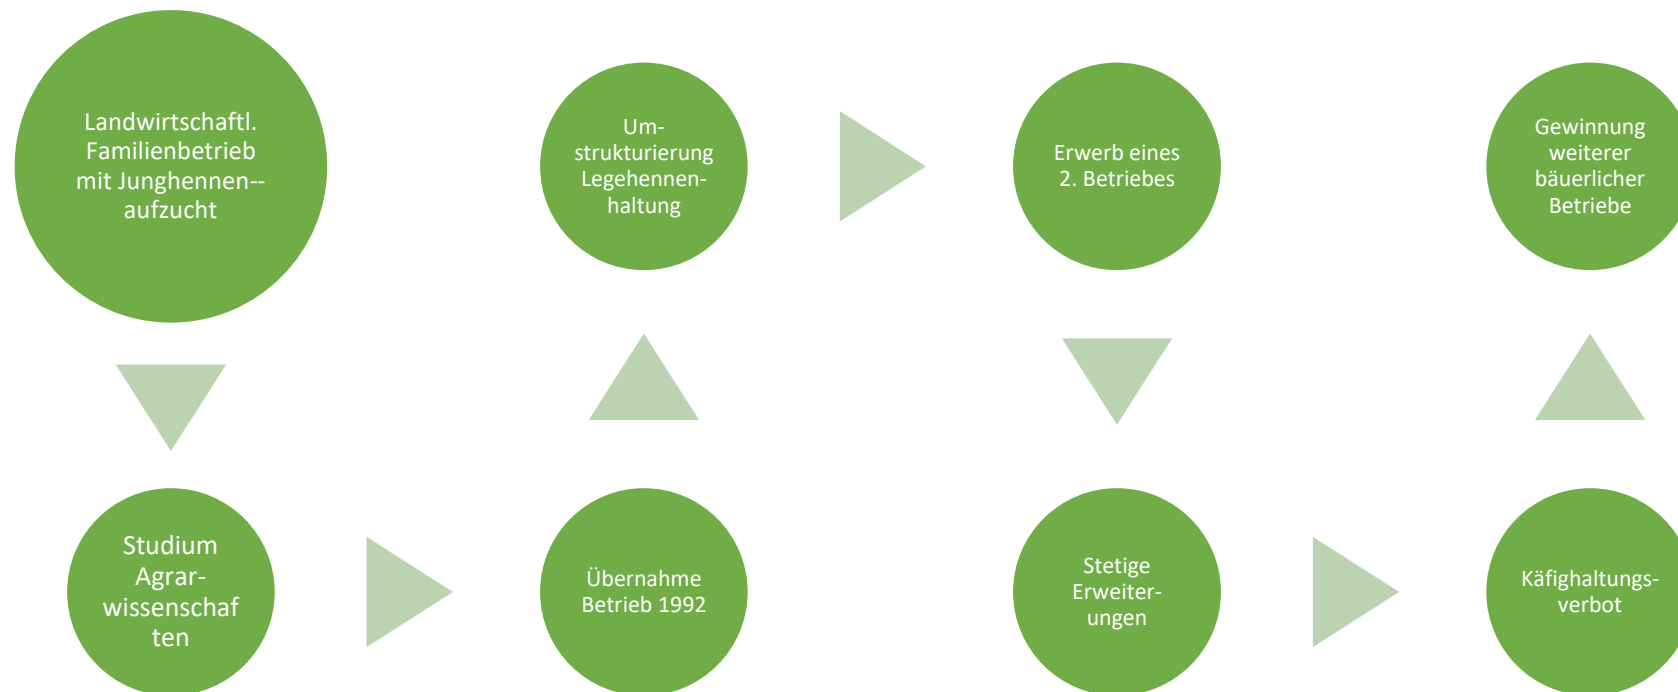 Landwirtschaftl.
Familienbetrieb
mit Junghennen--
aufzucht
Studium
Agrar-
wissenschaf
ten
Übernahme
Betrieb 1992
Um-
strukturierung
Legehennen-
haltung
Erwerb eines
2. Betriebes
Stetige
Erweiter-
ungen
Käfighaltungs-
verbot
Gewinnung
weiterer
bäuerlicher
Betriebe